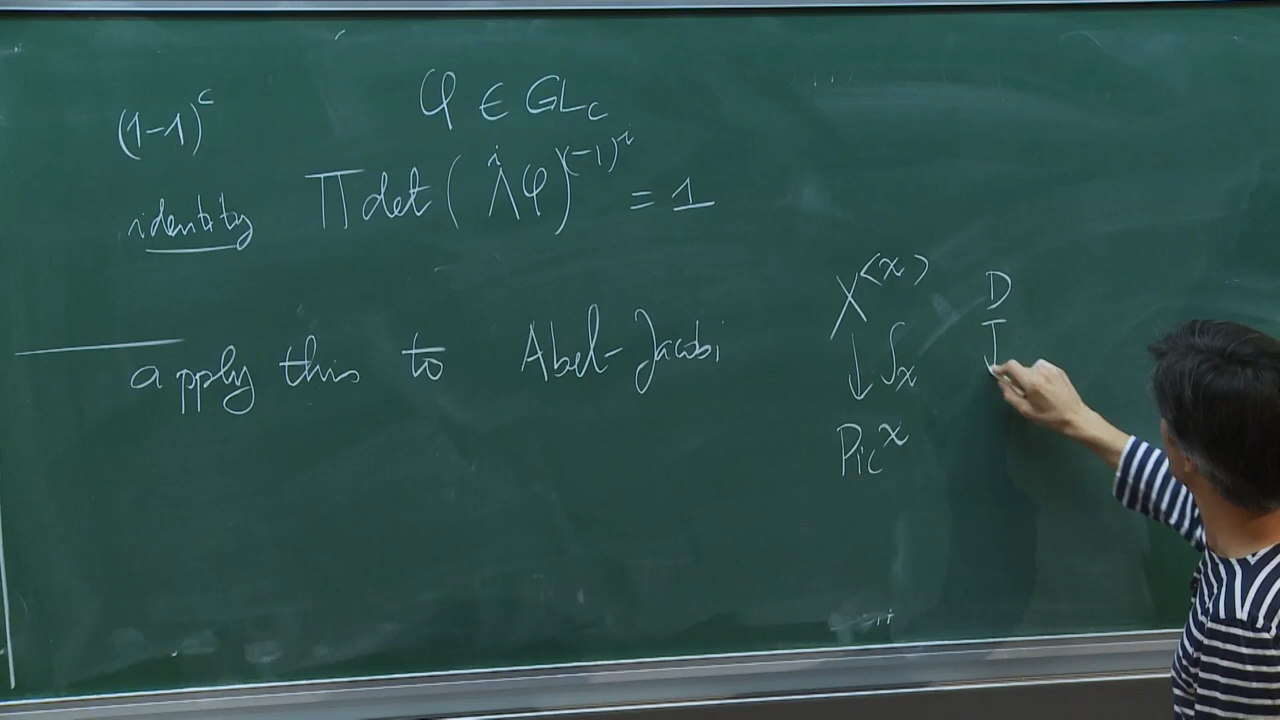 (1-1)^c
φ ∈ GL_c
identity ∏ det(Λ^i φ)^{(-1)^i} = 1
apply this to Abel-Jacobi
X^{<x>} D
↓ ∫_x ↓
Pic^x